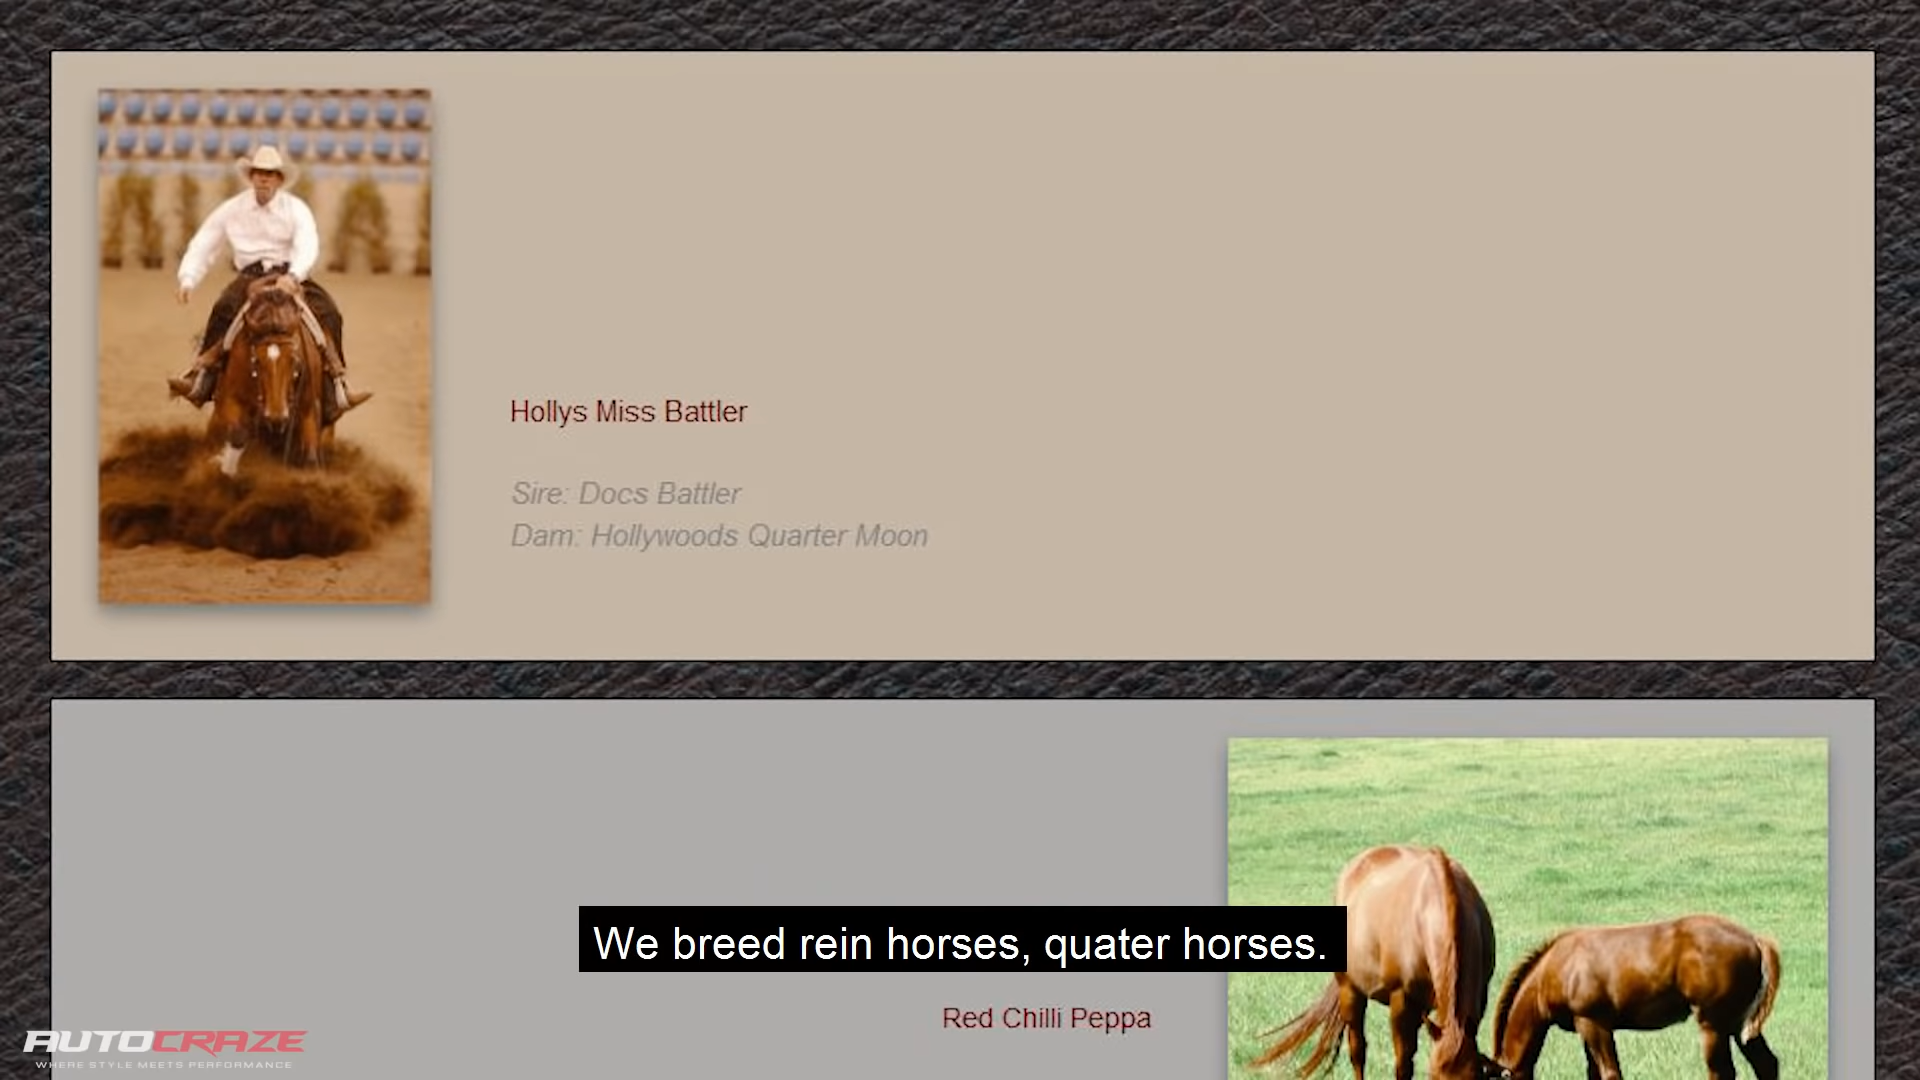 Hollys Miss Battler
Sire: Docs Battler
Dam: Hollywoods Quarter Moon
We breed rein horses, quater horses.
Red Chilli Peppa
AUTOCRAZE
WHERE STYLE MEETS PERFORMANCE